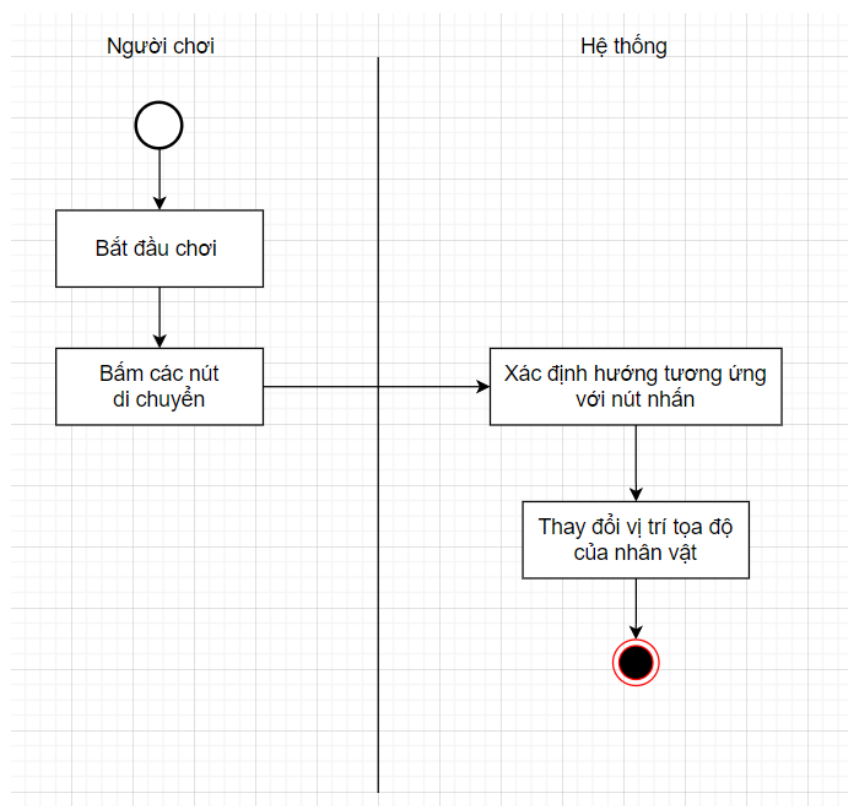 Người chơi
Hệ thống
Bắt đầu chơi
Bấm các nút
di chuyển
Xác định hướng tương ứng
với nút nhấn
Thay đổi vị trí tọa độ
của nhân vật